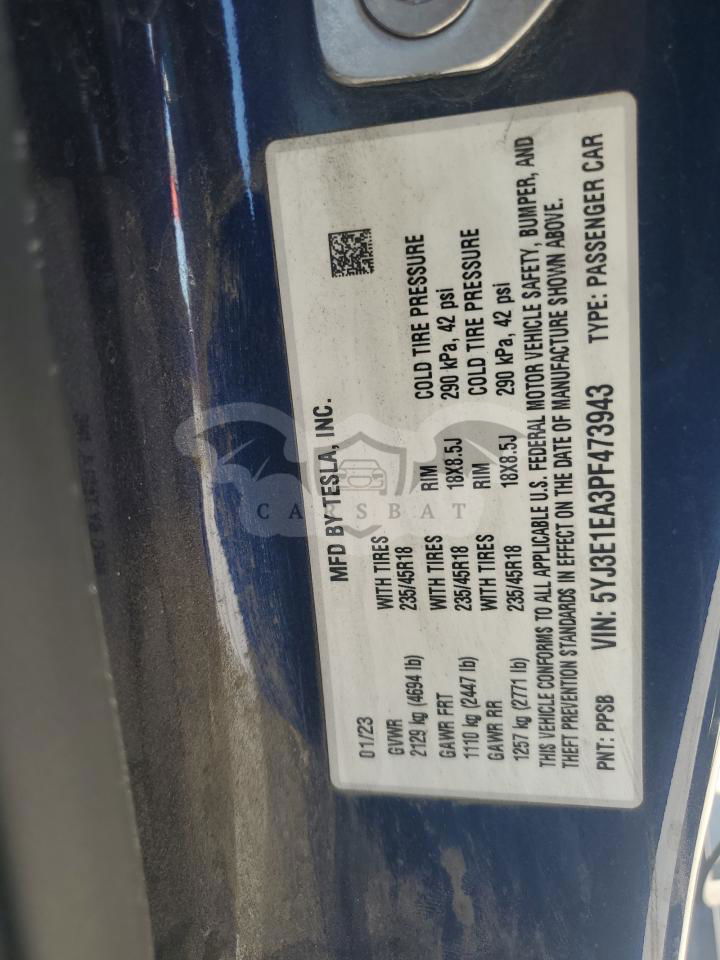 MFD BY TESLA, INC.
01/23
GVWR WITH TIRES RIM COLD TIRE PRESSURE
2129 kg (4694 lb) 235/45R18 18X8.5J 290 kPa, 42 psi
GAWR FRT WITH TIRES RIM COLD TIRE PRESSURE
1110 kg (2447 lb) 235/45R18 18X8.5J 290 kPa, 42 psi
GAWR RR WITH TIRES
1257 kg (2771 lb) 235/45R18
THIS VEHICLE CONFORMS TO ALL APPLICABLE U.S. FEDERAL MOTOR VEHICLE SAFETY, BUMPER, AND
THEFT PREVENTION STANDARDS IN EFFECT ON THE DATE OF MANUFACTURE SHOWN ABOVE.
PNT: PPSB VIN: 5YJ3E1EA3PF473943 TYPE: PASSENGER CAR
CARSBAT